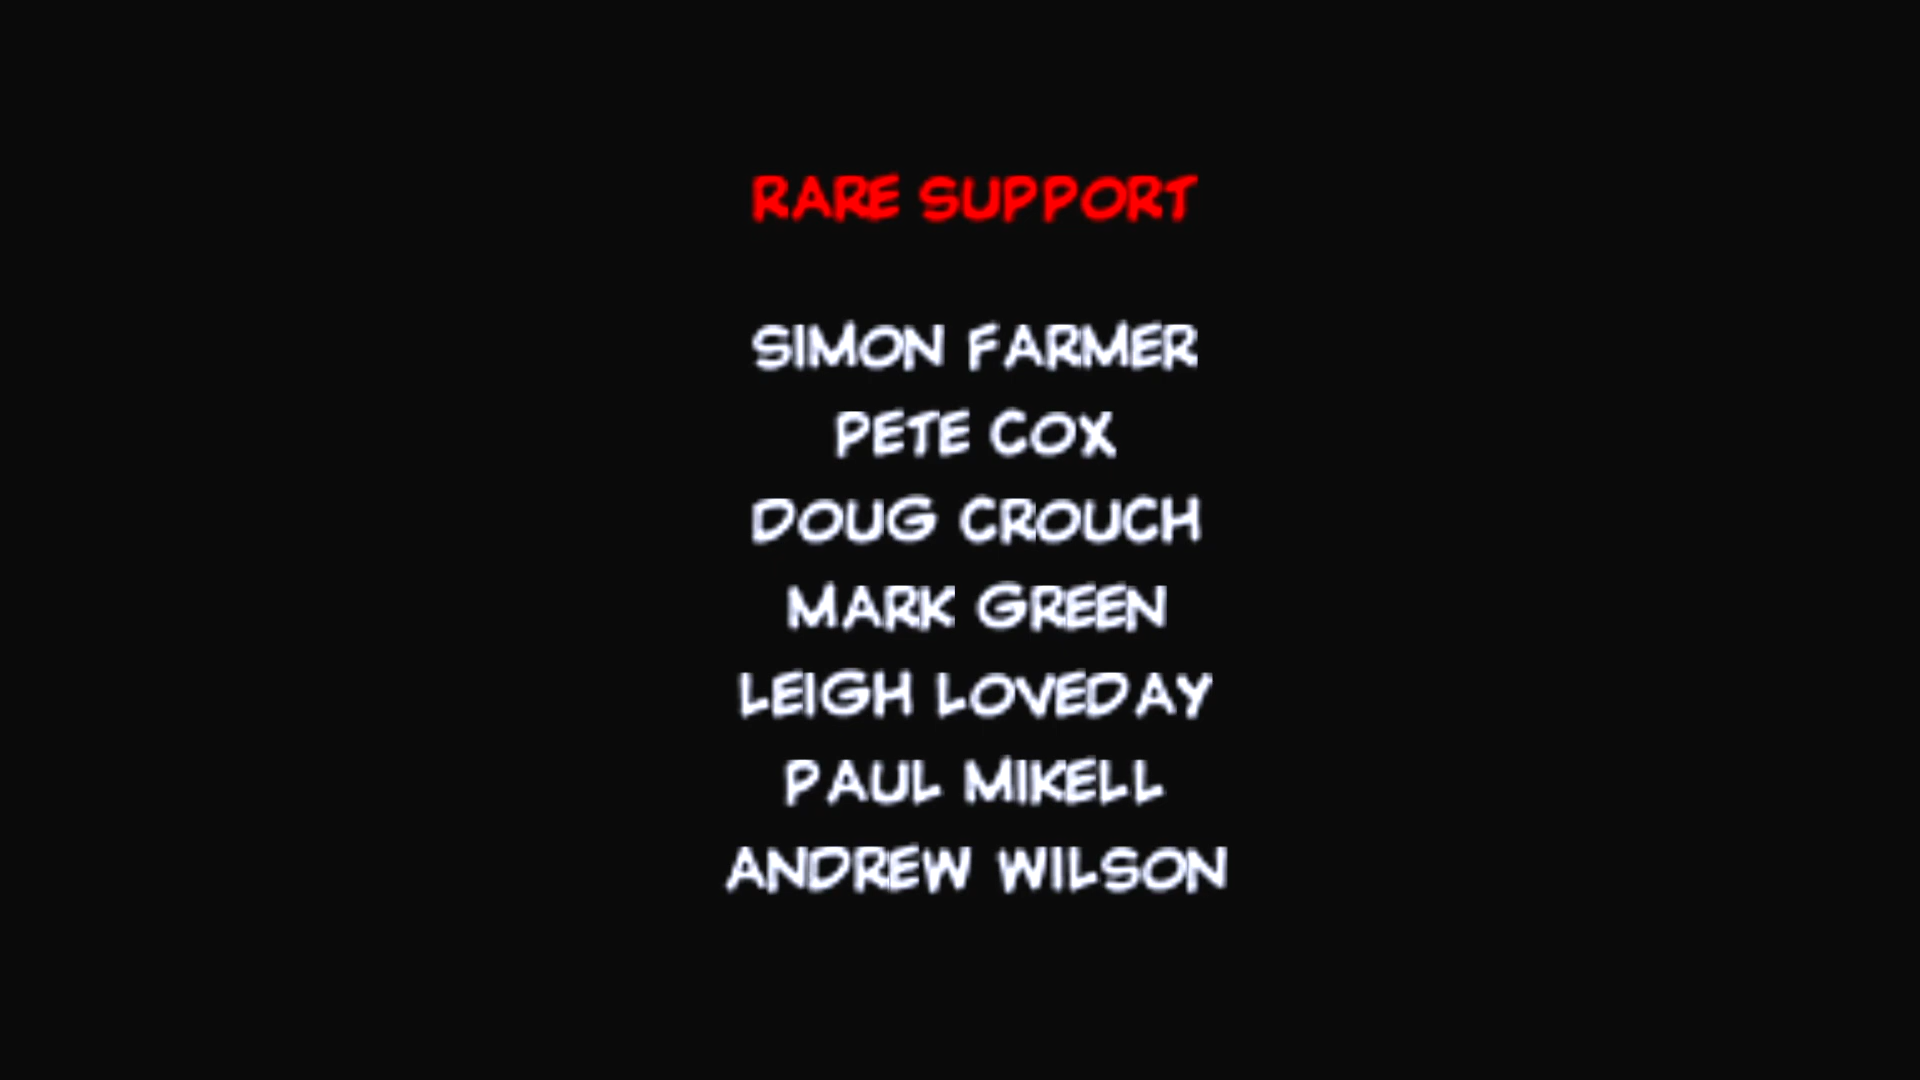 RARE SUPPORT
SIMON FARMER
PETE COX
DOUG CROUCH
MARK GREEN
LEIGH LOVEDAY
PAUL MIKELL
ANDREW WILSON